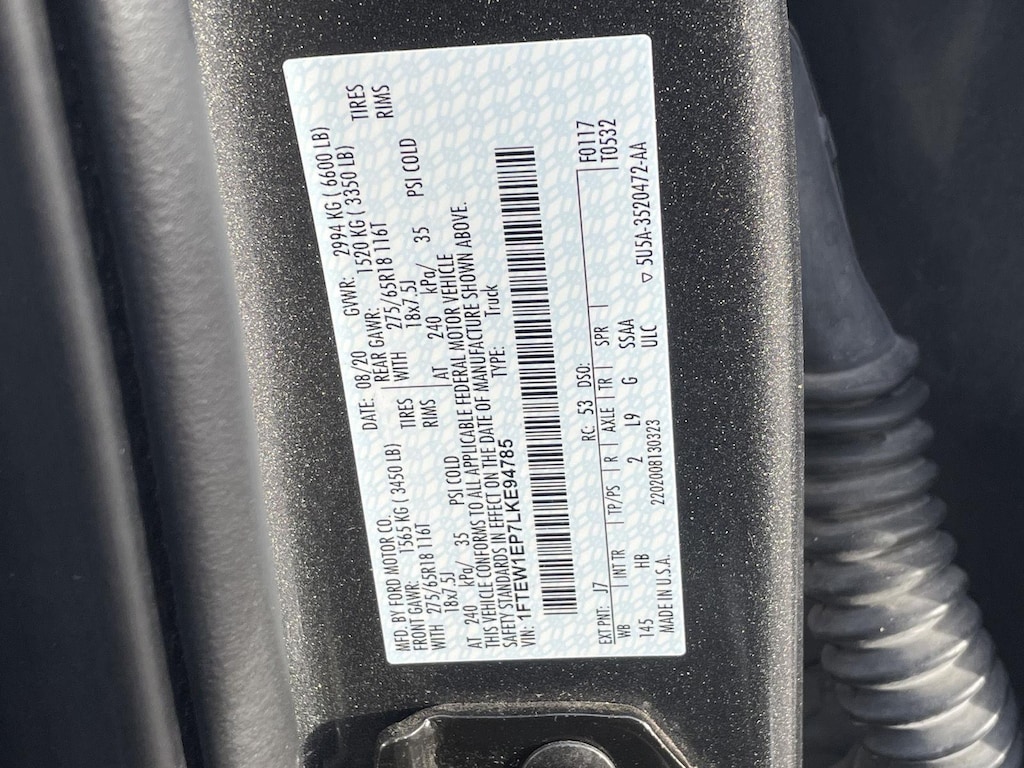 MFD. BY FORD MOTOR CO.
DATE: 08/20 GVWR: 2994 KG ( 6600 LB)
FRONT GAWR: 1565 KG ( 3450 LB) REAR GAWR: 1520 KG ( 3350 LB)
WITH 275/65R18 116T TIRES WITH 275/65R18 116T TIRES
18x7.5J RIMS 18x7.5J RIMS
AT 240 kPa/ 35 PSI COLD AT 240 kPa/ 35 PSI COLD
THIS VEHICLE CONFORMS TO ALL APPLICABLE FEDERAL MOTOR VEHICLE
SAFETY STANDARDS IN EFFECT ON THE DATE OF MANUFACTURE SHOWN ABOVE.
VIN: 1FTEW1EP7LKE94785 TYPE: Truck
EXT PNT: J7 RC: 53 DSO: F0117
WB INT TR TP/PS R AXLE TR SPR T0532
145 HB 2 L9 G SSAA
MADE IN U.S.A. 2202008130323 ULC ▽ 5U5A-3520472-AA